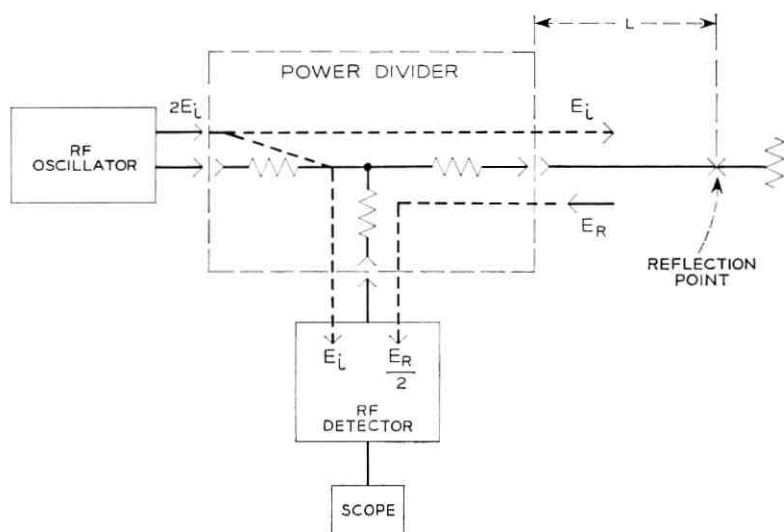 L
POWER DIVIDER
2Ei
Ei
RF
OSCILLATOR
ER
REFLECTION
POINT
Ei
ER
2
RF
DETECTOR
SCOPE